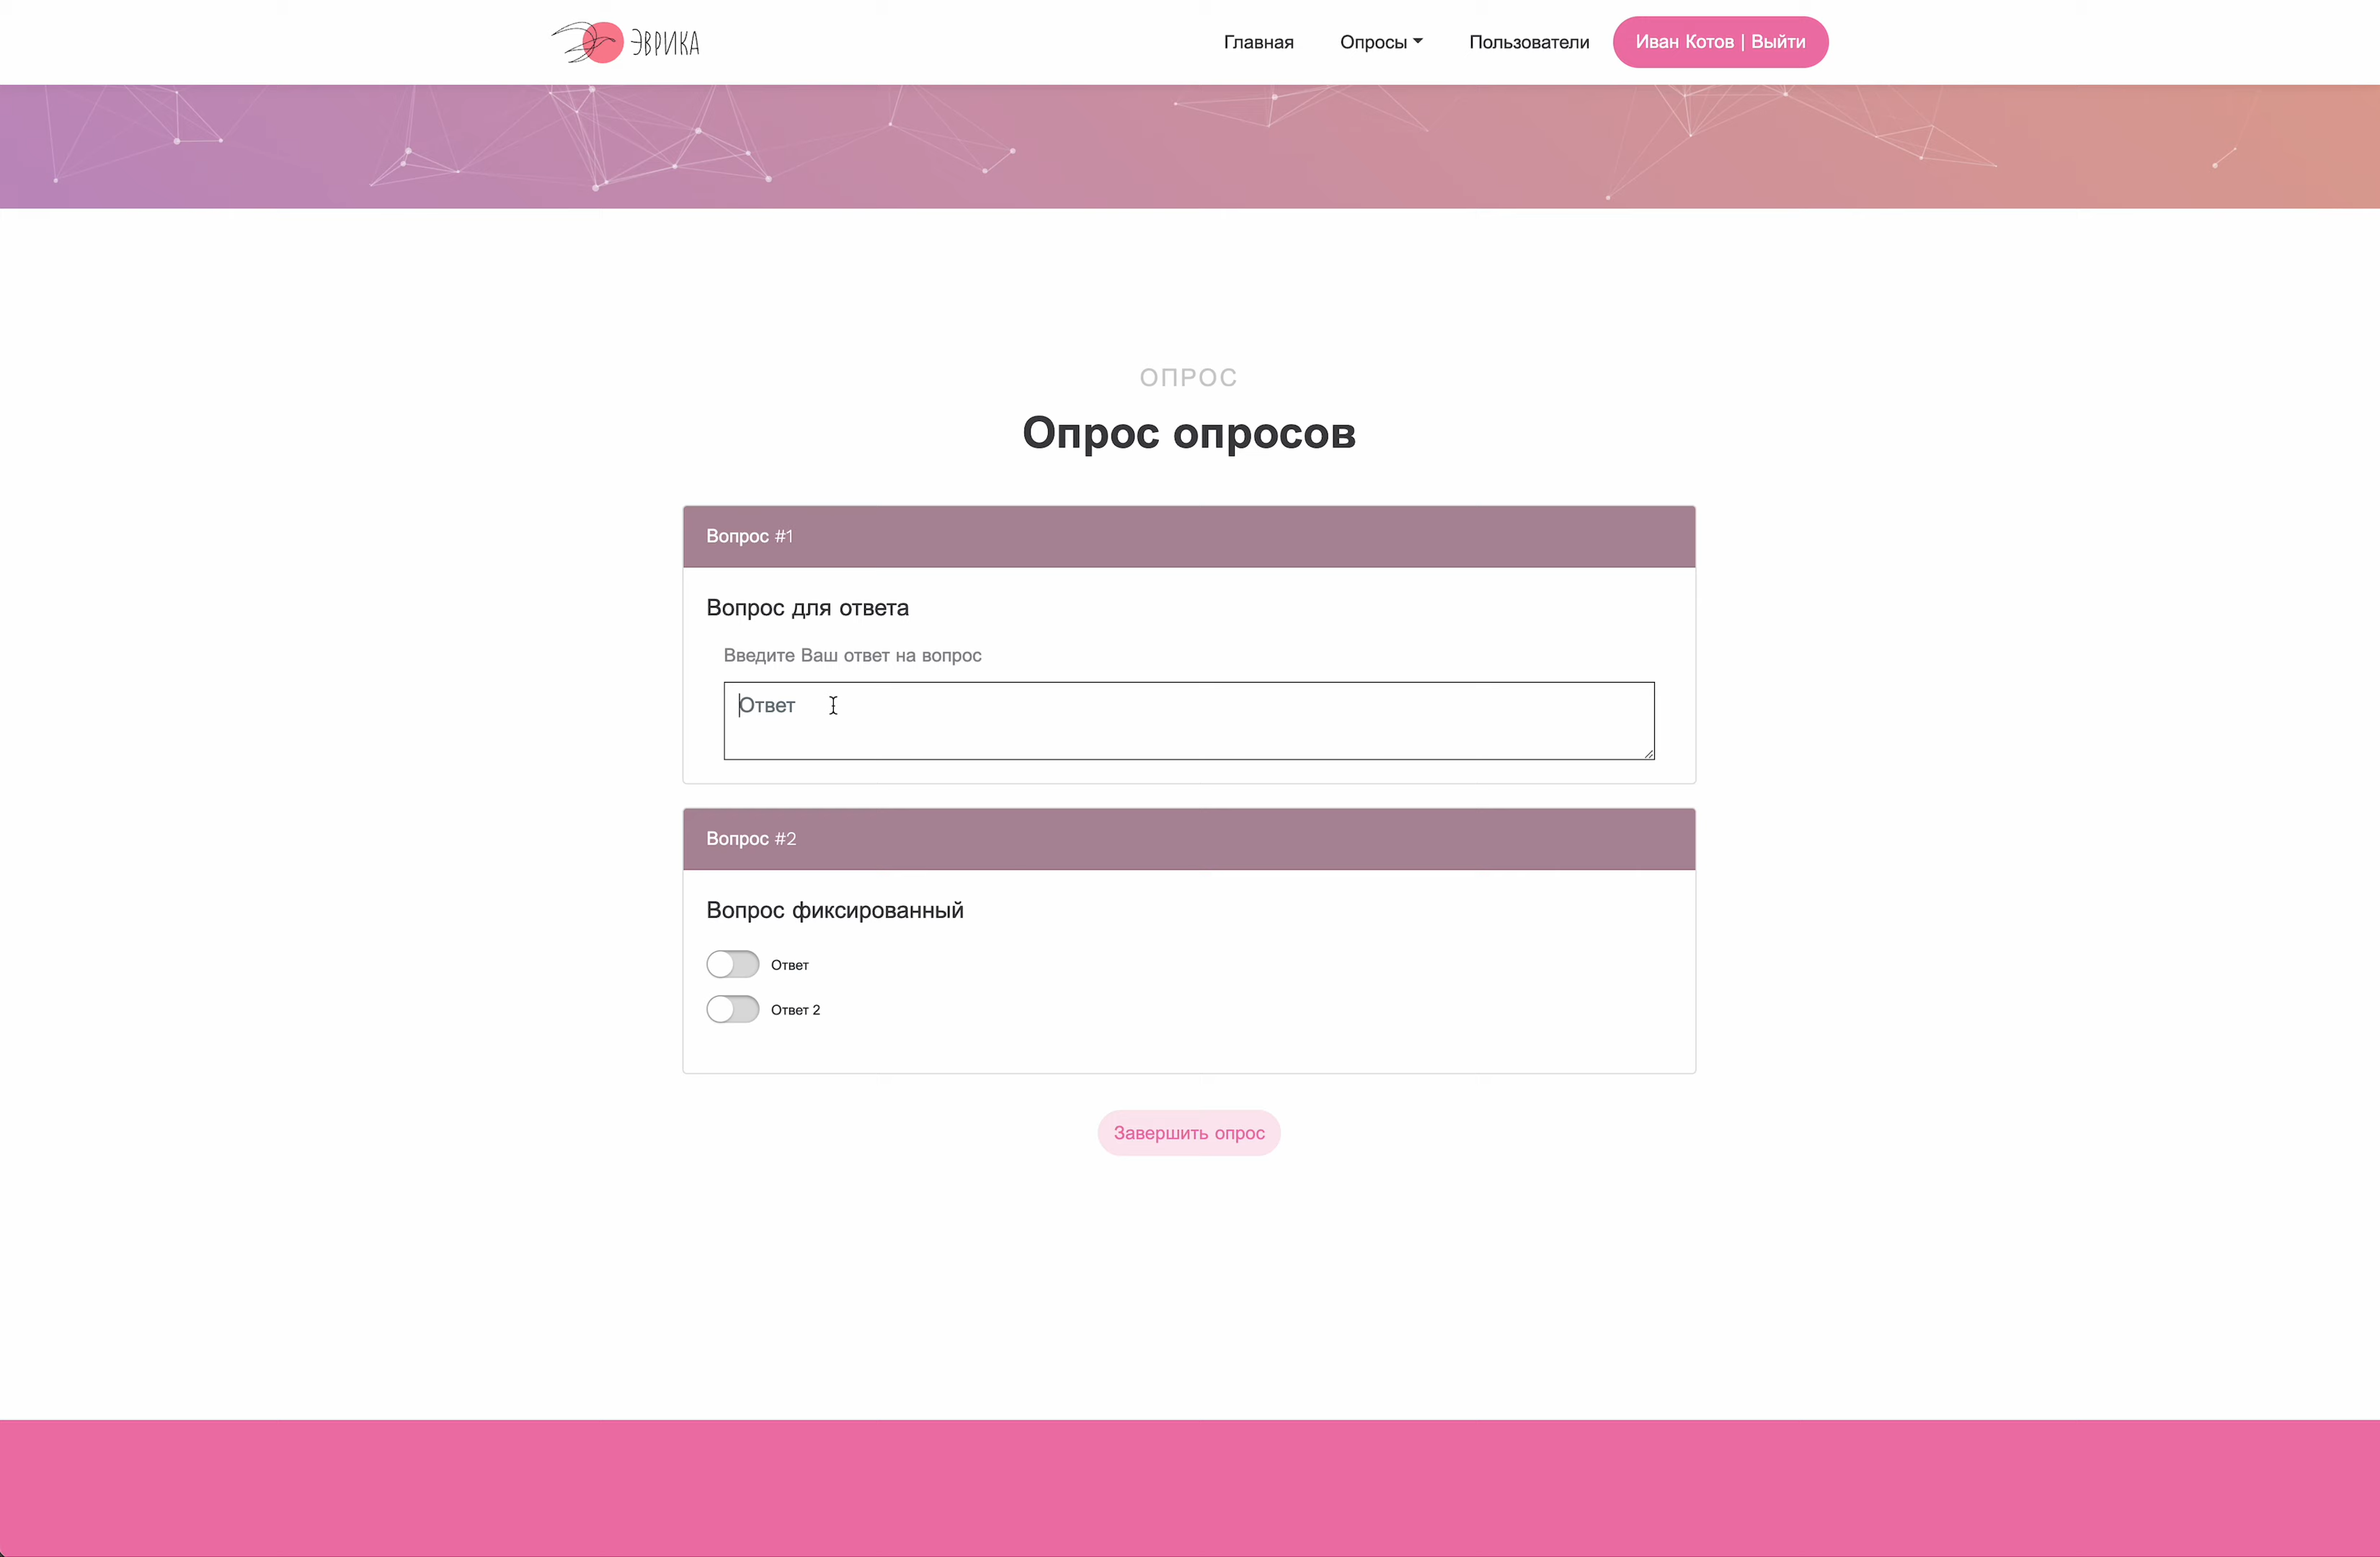 ЭВРИКА
Главная Опросы Пользователи Иван Котов | Выйти
ОПРОС
Опрос опросов
Вопрос #1
Вопрос для ответа
Введите Ваш ответ на вопрос
Ответ
Вопрос #2
Вопрос фиксированный
Ответ
Ответ 2
Завершить опрос